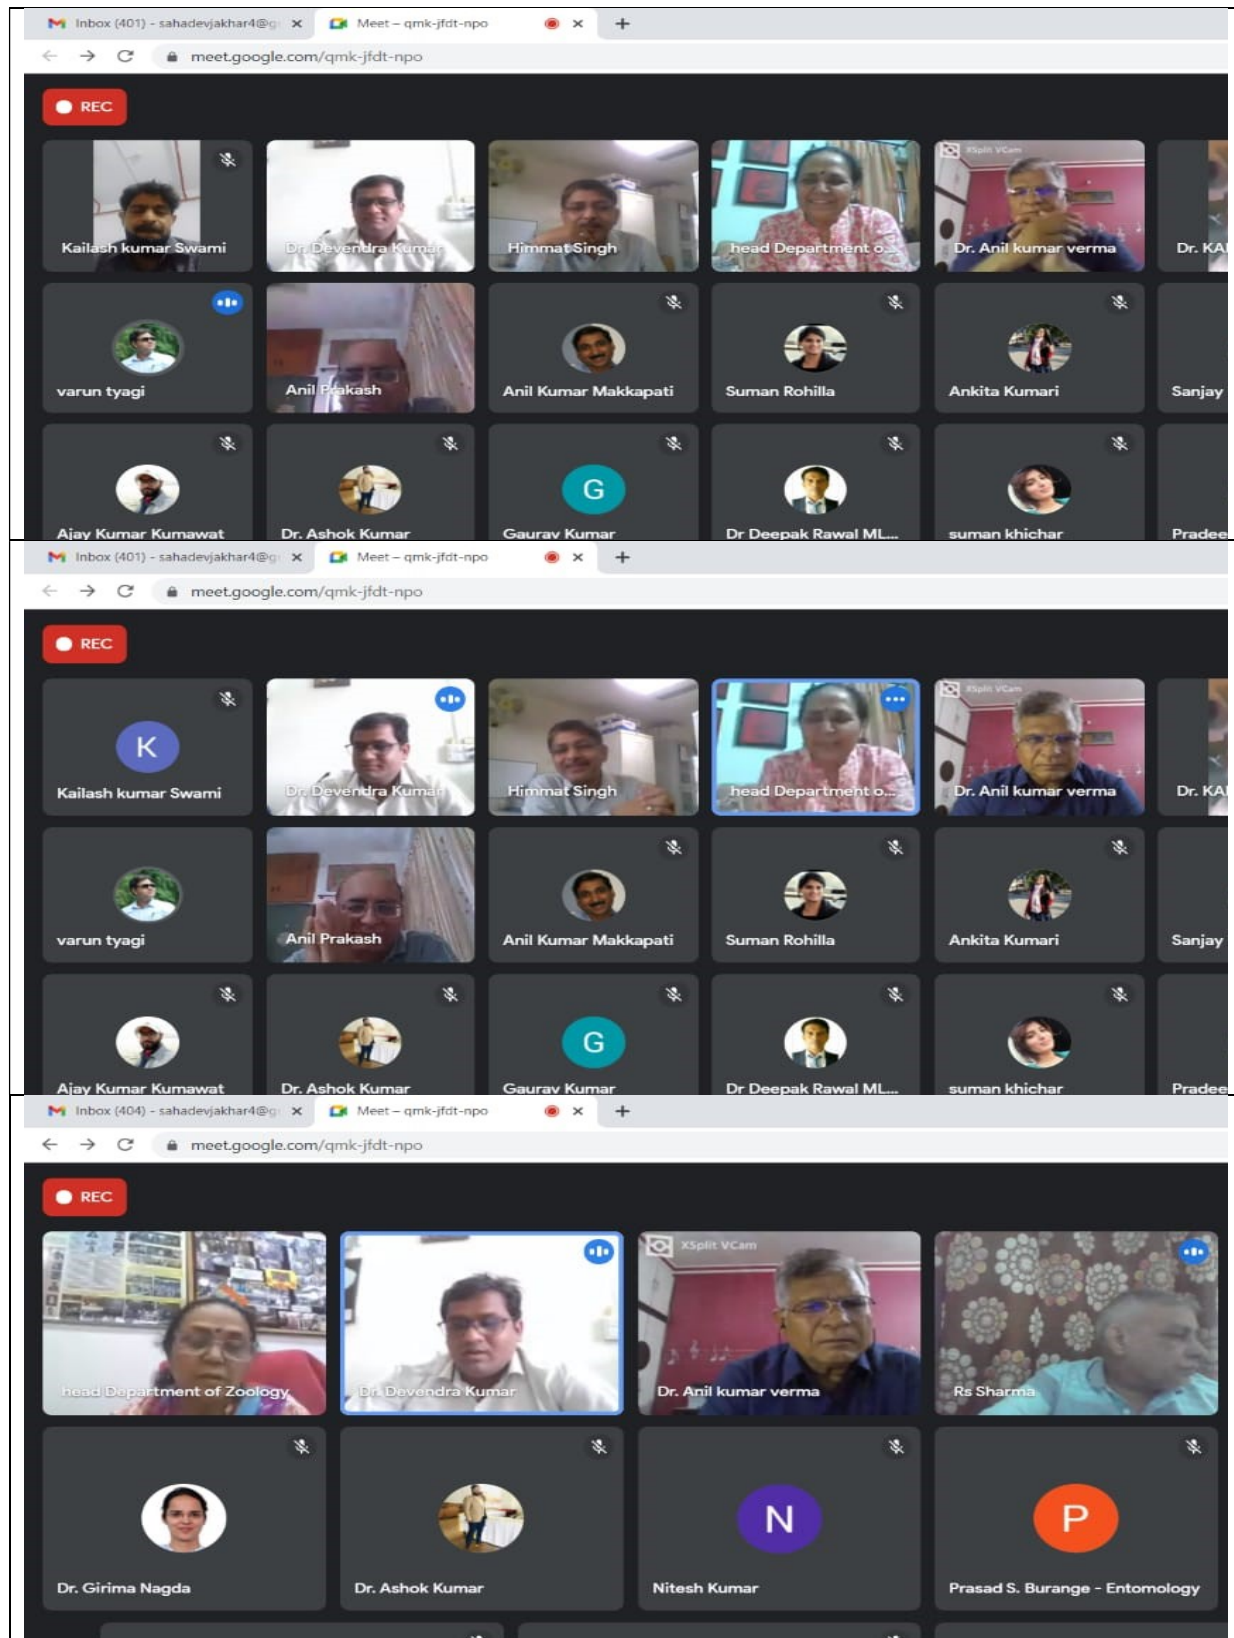 Inbox (401) - sahadevjakhar4@g
Meet – qmk-jfdt-npo
meet.google.com/qmk-jfdt-npo
REC
XSplit VCam
Kailash kumar Swami
Dr. Devendra Kumar
Himmat Singh
head Department o...
Dr. Anil kumar verma
Dr. KA
varun tyagi
Anil Prakash
Anil Kumar Makkapati
Suman Rohilla
Ankita Kumari
Sanjay
G
Ajay Kumar Kumawat
Dr. Ashok Kumar
Gaurav Kumar
Dr Deepak Rawal ML...
suman khichar
Pradee
Inbox (401) - sahadevjakhar4@g
Meet – qmk-jfdt-npo
meet.google.com/qmk-jfdt-npo
REC
XSplit VCam
K
Kailash kumar Swami
Dr. Devendra Kumar
Himmat Singh
head Department o...
Dr. Anil kumar verma
Dr. KA
varun tyagi
Anil Prakash
Anil Kumar Makkapati
Suman Rohilla
Ankita Kumari
Sanjay
G
Ajay Kumar Kumawat
Dr. Ashok Kumar
Gaurav Kumar
Dr Deepak Rawal ML...
suman khichar
Pradee
Inbox (404) - sahadevjakhar4@g
Meet – qmk-jfdt-npo
meet.google.com/qmk-jfdt-npo
REC
XSplit VCam
head Department of Zoology
Dr. Devendra Kumar
Dr. Anil kumar verma
Rs Sharma
N
P
Dr. Girima Nagda
Dr. Ashok Kumar
Nitesh Kumar
Prasad S. Burange - Entomology